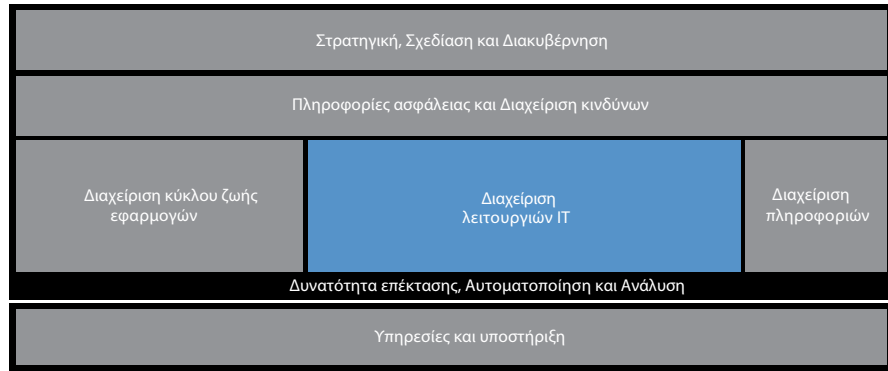 Στρατηγική, Σχεδίαση και Διακυβέρνηση
Πληροφορίες ασφάλειας και Διαχείριση κινδύνων
Διαχείριση κύκλου ζωής
εφαρμογών
Διαχείριση
λειτουργιών IT
Διαχείριση
πληροφοριών
Δυνατότητα επέκτασης, Αυτοματοποίηση και Ανάλυση
Υπηρεσίες και υποστήριξη